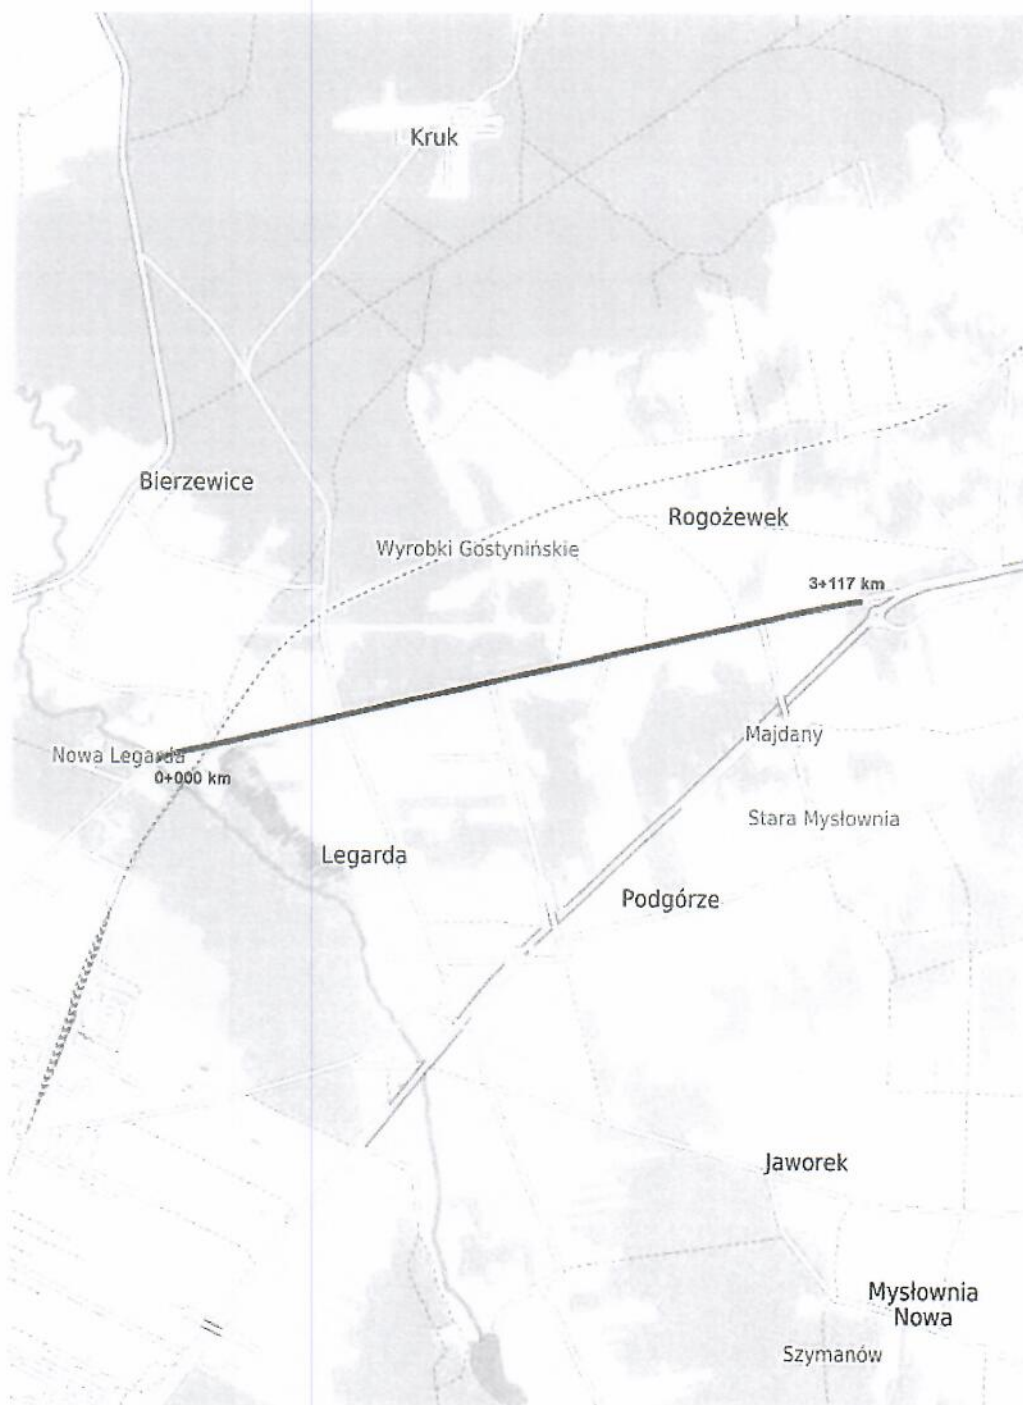 Kruk
Bierzewice
Rogożewek
Wyrobki Gostynińskie
3+117 km
Majdany
Nowa Legarda
0+000 km
Stara Mysłownia
Legarda
Podgórze
Jaworek
Mysłownia
Nowa
Szymanów